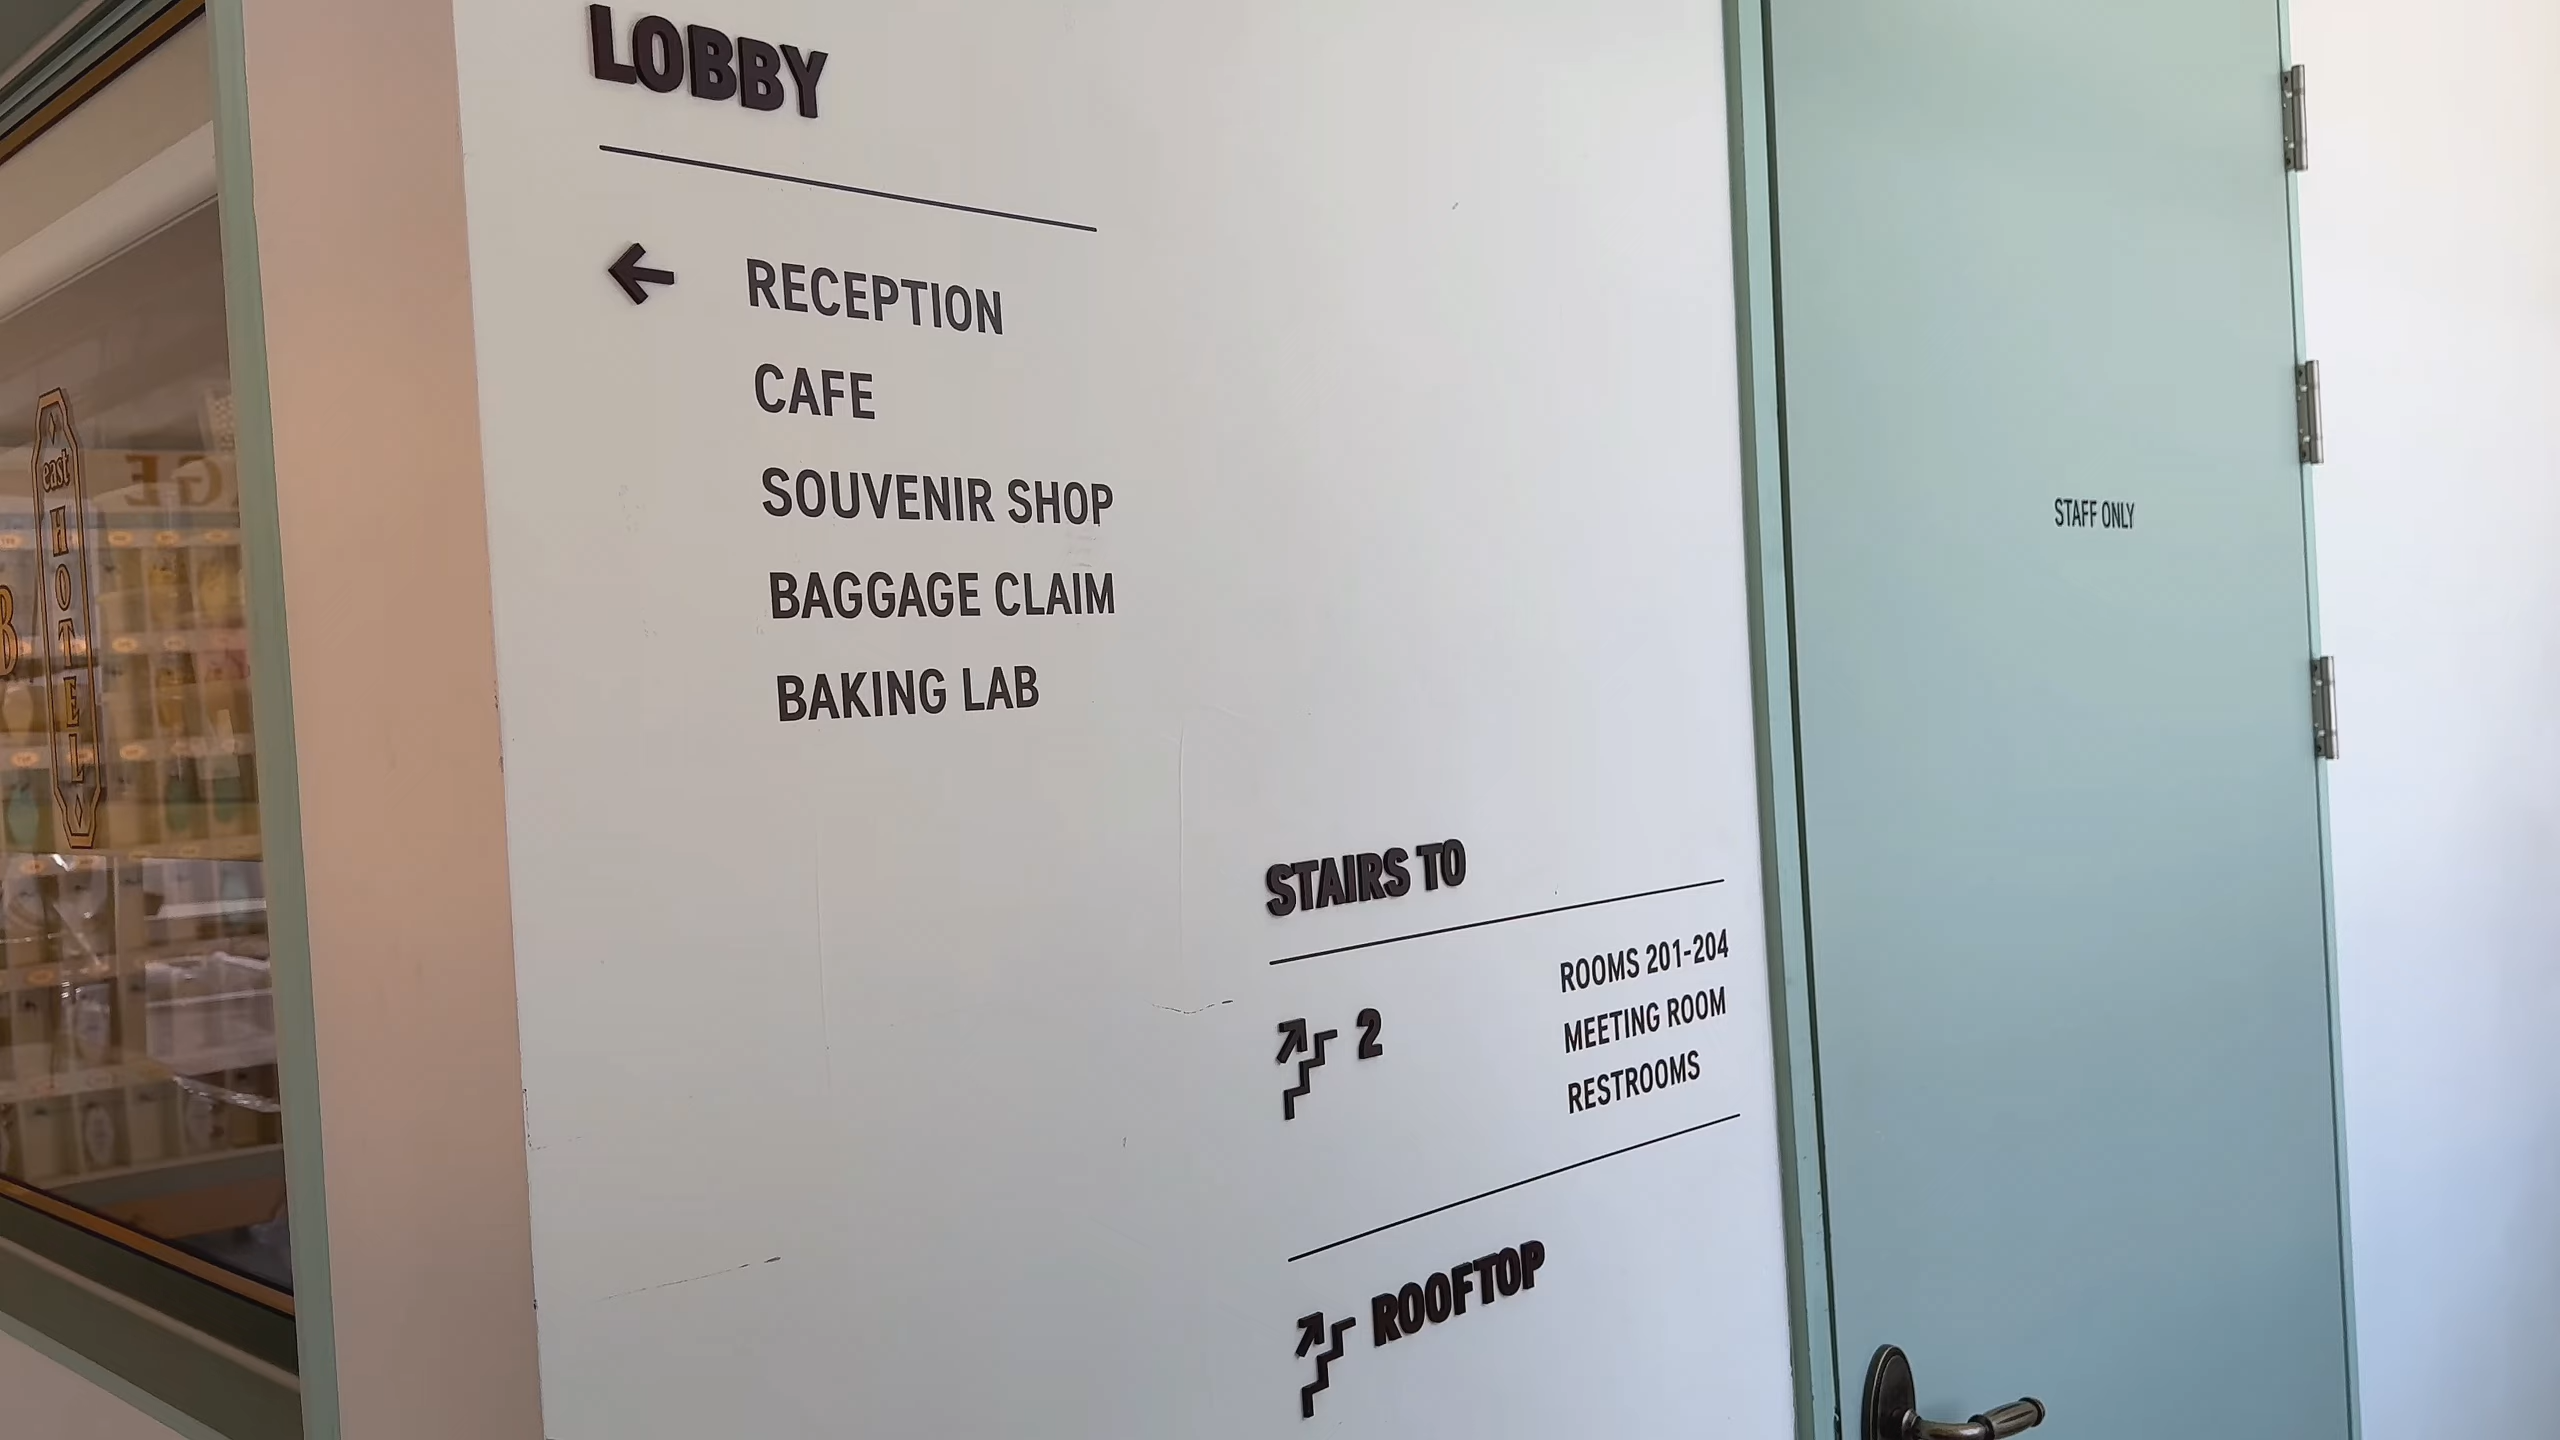 LOBBY
RECEPTION
CAFE
SOUVENIR SHOP
BAGGAGE CLAIM
BAKING LAB
STAIRS TO
2
ROOMS 201-204
MEETING ROOM
RESTROOMS
ROOFTOP
STAFF ONLY
east
HOTEL
B